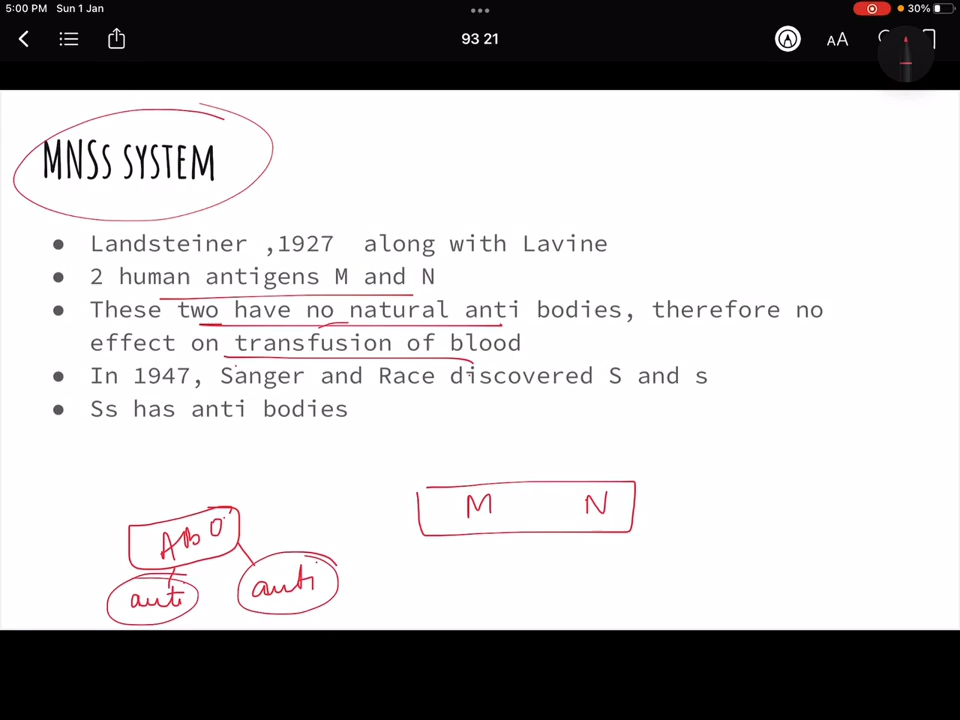 5:00 PM Sun 1 Jan
30%
93 21
AA
MNSs SYSTEM
● Landsteiner ,1927 along with Lavine
● 2 human antigens M and N
● These two have no natural anti bodies, therefore no
effect on transfusion of blood
● In 1947, Sanger and Race discovered S and s
● Ss has anti bodies
M N
ABO
anti anti